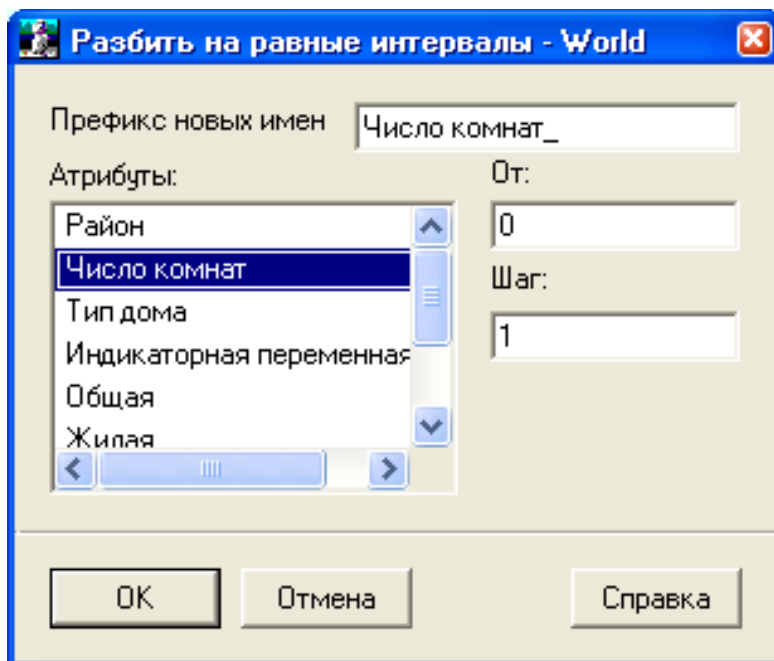 Разбить на равные интервалы - World
Префикс новых имен
Число комнат_
Атрибуты:
От:
Район
0
Число комнат
Шаг:
Тип дома
1
Индикаторная переменная
Общая
Жилая
OK
Отмена
Справка